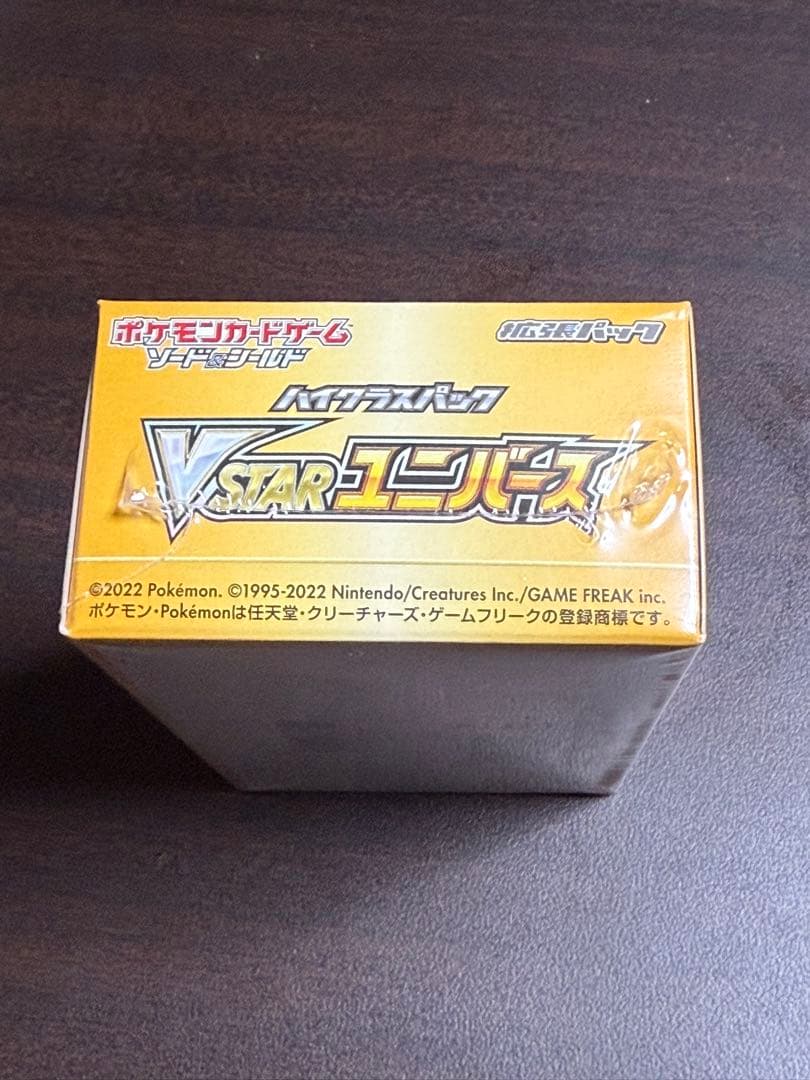 ポケモンカードゲーム 拡張パック
ソード&シールド
ハイクラスパック
VSTARユニバース
©2022 Pokémon. ©1995-2022 Nintendo/Creatures Inc./GAME FREAK inc.
ポケモン・Pokémonは任天堂・クリーチャーズ・ゲームフリークの登録商標です。